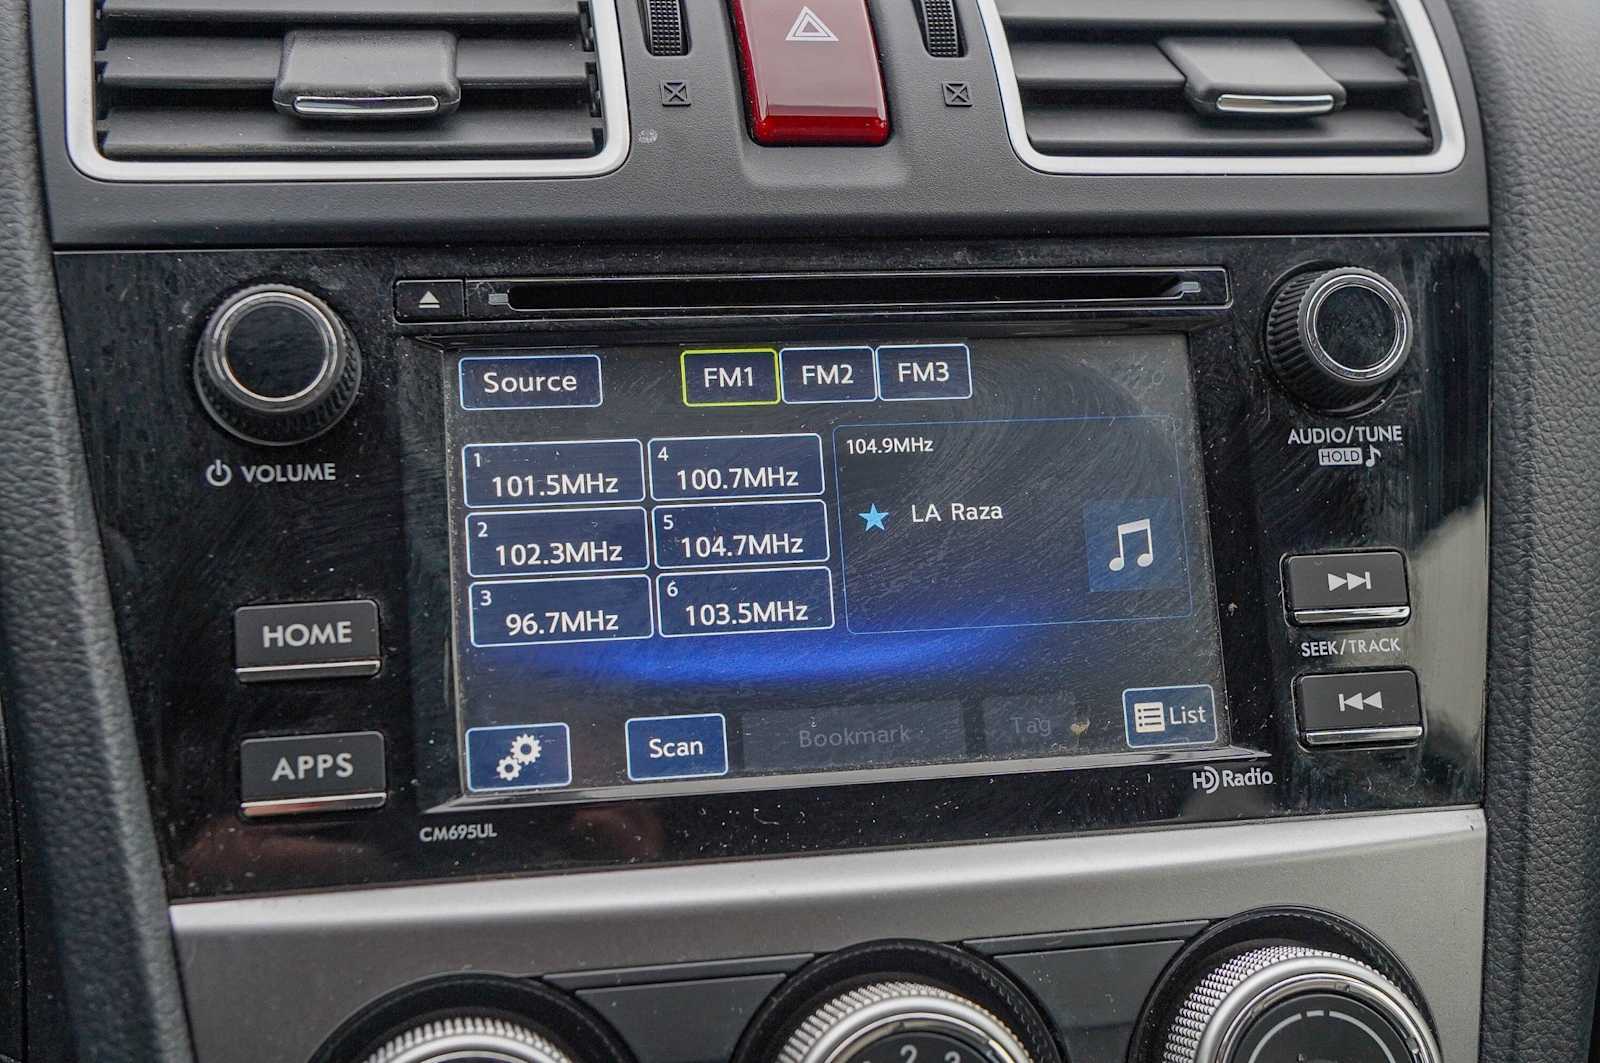 Source
FM1
FM2
FM3
VOLUME
AUDIO/TUNE
HOLD
1
101.5MHz
4
100.7MHz
104.9MHz
2
102.3MHz
5
104.7MHz
LA Raza
3
96.7MHz
6
103.5MHz
HOME
SEEK/TRACK
APPS
Scan
Bookmark
Tag
List
HD Radio
CM695UL
2
3